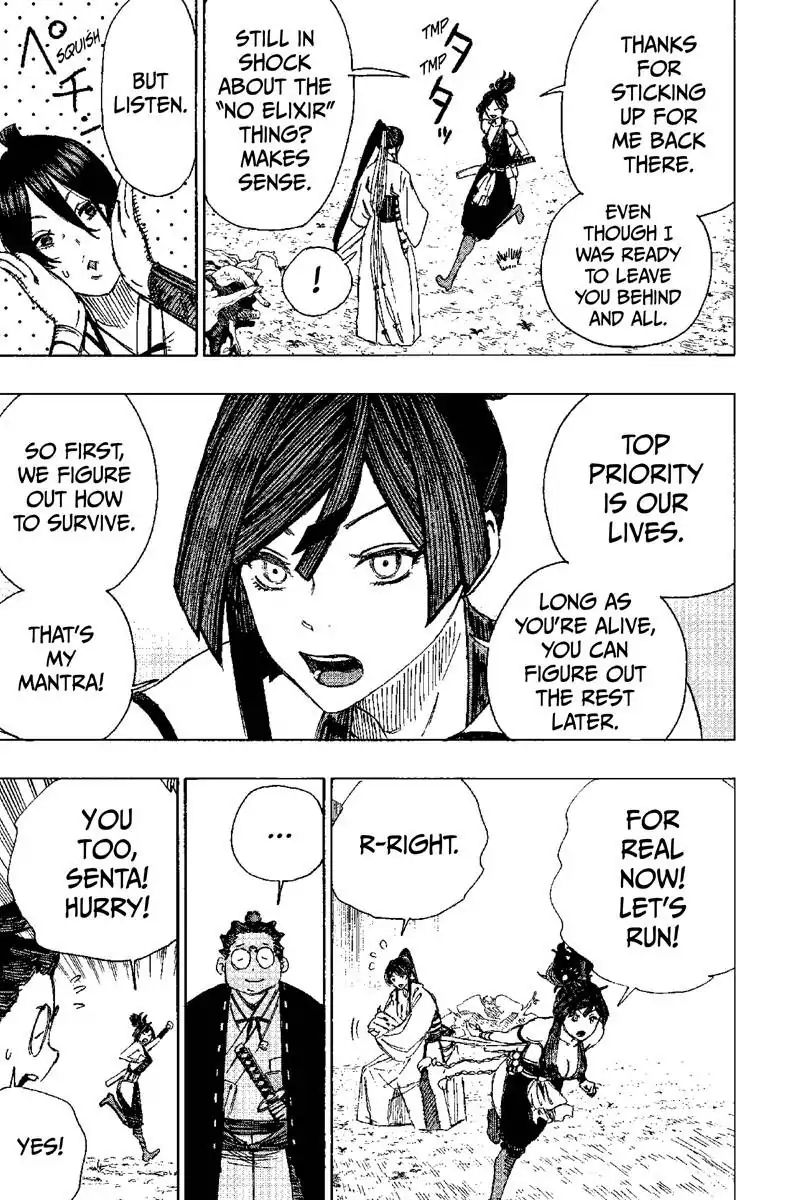 THANKS
FOR
STICKING
UP FOR
ME BACK
THERE.
EVEN
THOUGH I
WAS READY
TO LEAVE
YOU BEHIND
AND ALL.
タタッ
TMP
TMP
STILL IN
SHOCK
ABOUT THE
"NO ELIXIR"
THING?
MAKES
SENSE.
!
BUT
LISTEN.
ペチン
SQUISH
TOP
PRIORITY
IS OUR
LIVES.
LONG AS
YOU'RE ALIVE,
YOU CAN
FIGURE OUT
THE REST
LATER.
SO FIRST,
WE FIGURE
OUT HOW
TO SURVIVE.
THAT'S
MY
MANTRA!
FOR
REAL
NOW!
LET'S
RUN!
R-RIGHT.
...
YOU
TOO,
SENTA!
HURRY!
YES!